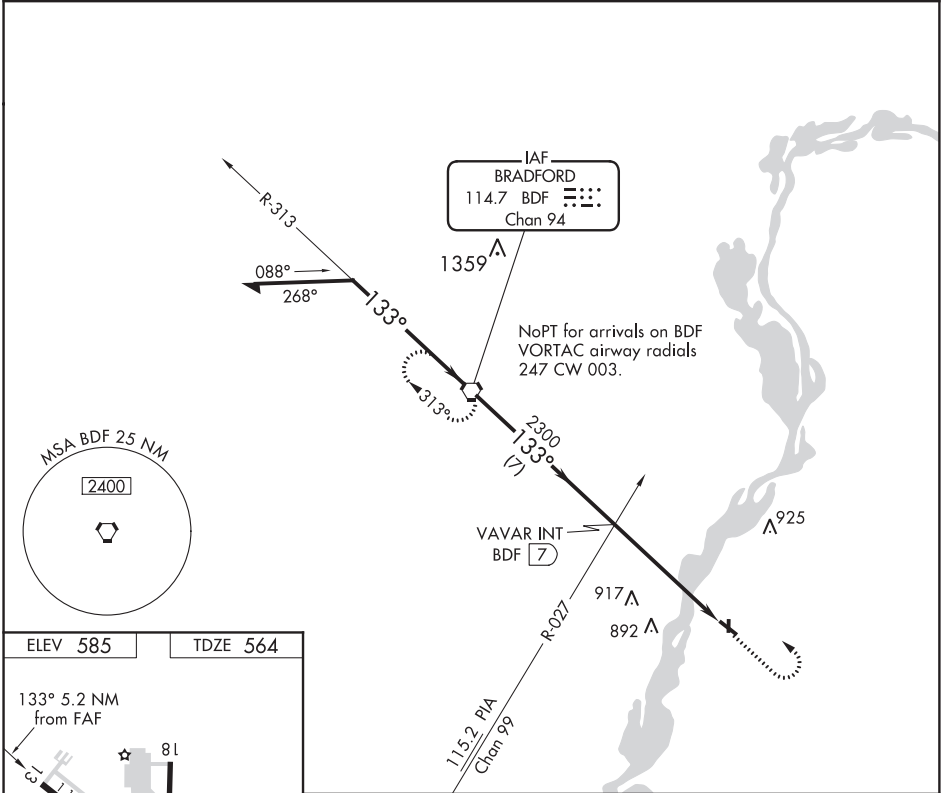 IAF
BRADFORD
114.7 BDF
Chan 94
R-313
1359
088°
268°
133°
NoPT for arrivals on BDF
VORTAC airway radials
247 CW 003.
313°
2300
133°
(7)
MSA BDF 25 NM
2400
VAVAR INT
BDF 7
925
917
892
R-027
115.2 PIA
Chan 99
ELEV 585
TDZE 564
133° 5.2 NM
from FAF
18
13